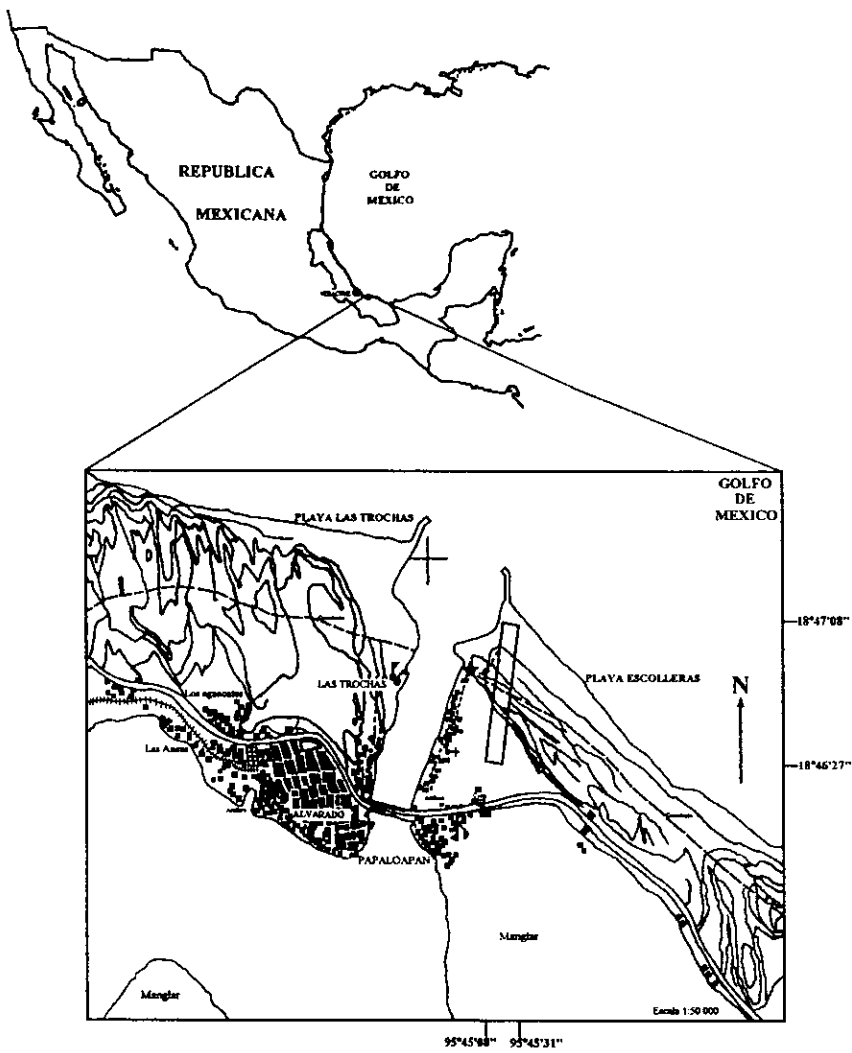 REPUBLICA
MEXICANA
GOLFO
DE
MEXICO
VERACRUZ
GOLFO
DE
MEXICO
PLAYA LAS TROCHAS
18°47'08"
LAS TROCHAS
PLAYA ESCOLLERAS
N
Los aguacates
Las Aneas
18°46'27"
ALVARADO
PAPALOAPAN
Manglar
Manglar
Escala 1:50 000
95°45'08" 95°45'31"